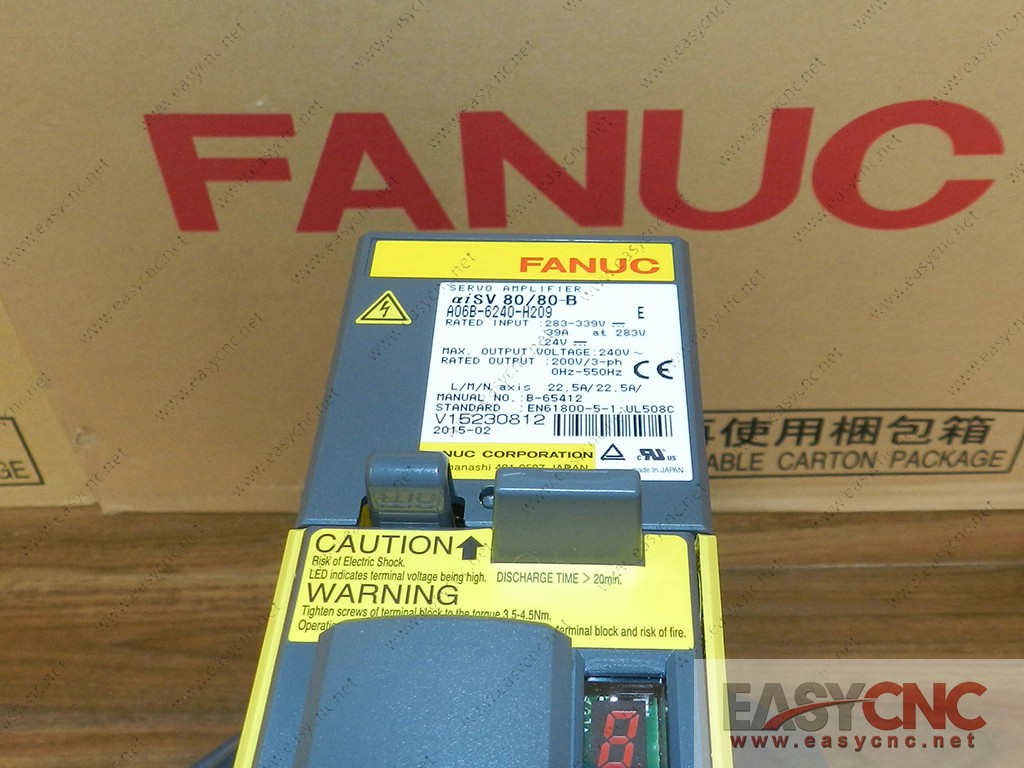 FANUC
FANUC
SERVO AMPLIFIER
αiSV 80/80-B
A06B-6240-H209 E
RATED INPUT :283-339V
39A at 283V
24V
MAX. OUTPUT VOLTAGE:240V~
RATED OUTPUT :200V/3-ph
0Hz-550Hz CE
L/M/N axis 22.5A/22.5A/
MANUAL NO. :B-65412
STANDARD :EN61800-5-1,UL508C
V15230812
2015-02
NUC CORPORATION
made in JAPAN
使用梱包箱
ABLE CARTON PACKAGE
CAUTION
Risk of Electric Shock.
LED indicates terminal voltage being high. DISCHARGE TIME > 20min.
WARNING
Tighten screws of terminal block to the torque 3.5-4.5Nm.
terminal block and risk of fire.
8
EASYCNC
www.easycnc.net